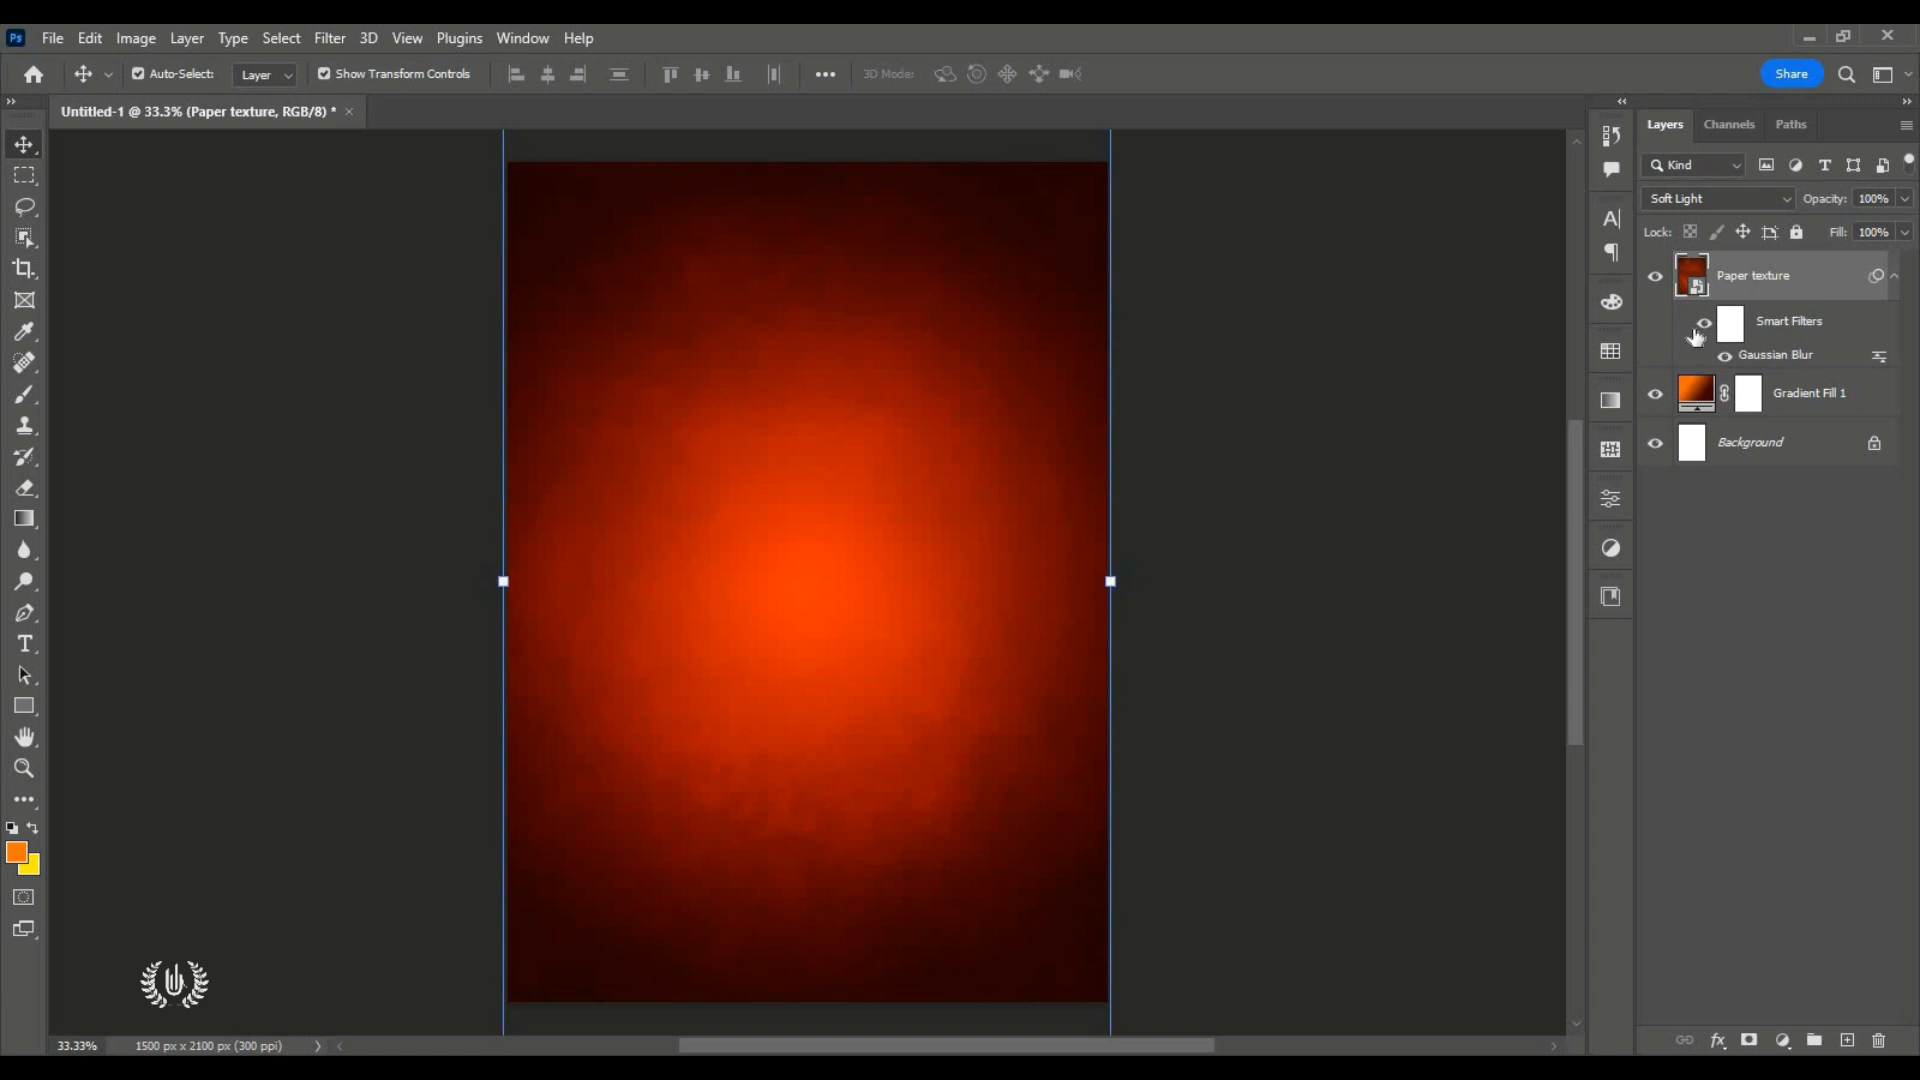 Ps File Edit Image Layer Type Select Filter 3D View Plugins Window Help
Auto-Select: Layer Show Transform Controls 3D Mode: Share
Untitled-1 @ 33.3% (Paper texture, RGB/8) *
Layers Channels Paths
Kind
Soft Light Opacity: 100%
Lock: Fill: 100%
Paper texture
Smart Filters
Gaussian Blur
Gradient Fill 1
Background
33.33% 1500 px x 2100 px (300 ppi)